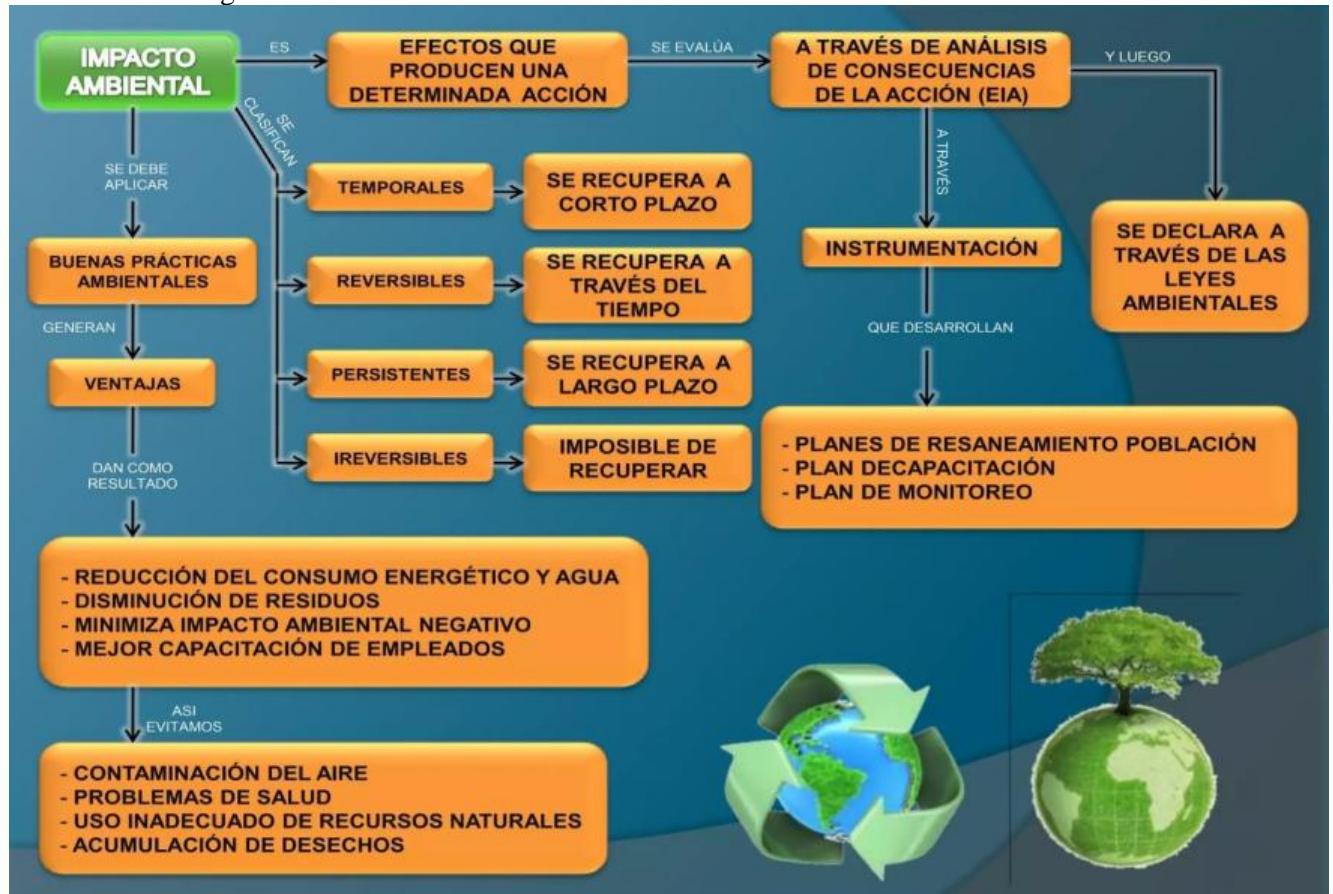 IMPACTO
AMBIENTAL
ES
EFECTOS QUE
PRODUCEN UNA
DETERMINADA ACCIÓN
SE EVALÚA
A TRAVÉS DE ANÁLISIS
DE CONSECUENCIAS
DE LA ACCIÓN (EIA)
Y LUEGO
SE DECLARA A
TRAVÉS DE LAS
LEYES
AMBIENTALES
A TRAVÉS
INSTRUMENTACIÓN
QUE DESARROLLAN
- PLANES DE RESANEAMIENTO POBLACIÓN
- PLAN DECAPACITACIÓN
- PLAN DE MONITOREO
SE
CLASIFICAN
TEMPORALES
SE RECUPERA A
CORTO PLAZO
REVERSIBLES
SE RECUPERA A
TRAVÉS DEL
TIEMPO
PERSISTENTES
SE RECUPERA A
LARGO PLAZO
IREVERSIBLES
IMPOSIBLE DE
RECUPERAR
SE DEBE
APLICAR
BUENAS PRÁCTICAS
AMBIENTALES
GENERAN
VENTAJAS
DAN COMO
RESULTADO
- REDUCCIÓN DEL CONSUMO ENERGÉTICO Y AGUA
- DISMINUCIÓN DE RESIDUOS
- MINIMIZA IMPACTO AMBIENTAL NEGATIVO
- MEJOR CAPACITACIÓN DE EMPLEADOS
ASI
EVITAMOS
- CONTAMINACIÓN DEL AIRE
- PROBLEMAS DE SALUD
- USO INADECUADO DE RECURSOS NATURALES
- ACUMULACIÓN DE DESECHOS